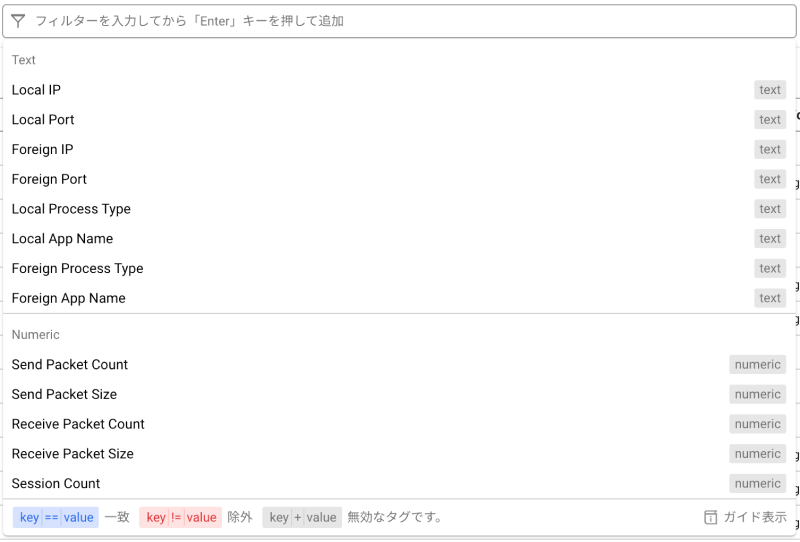 フィルターを入力してから「Enter」キーを押して追加
Text
Local IP text
Local Port text
Foreign IP text
Foreign Port text
Local Process Type text
Local App Name text
Foreign Process Type text
Foreign App Name text
Numeric
Send Packet Count numeric
Send Packet Size numeric
Receive Packet Count numeric
Receive Packet Size numeric
Session Count numeric
key == value 一致 key != value 除外 key + value 無効なタグです。 ガイド表示